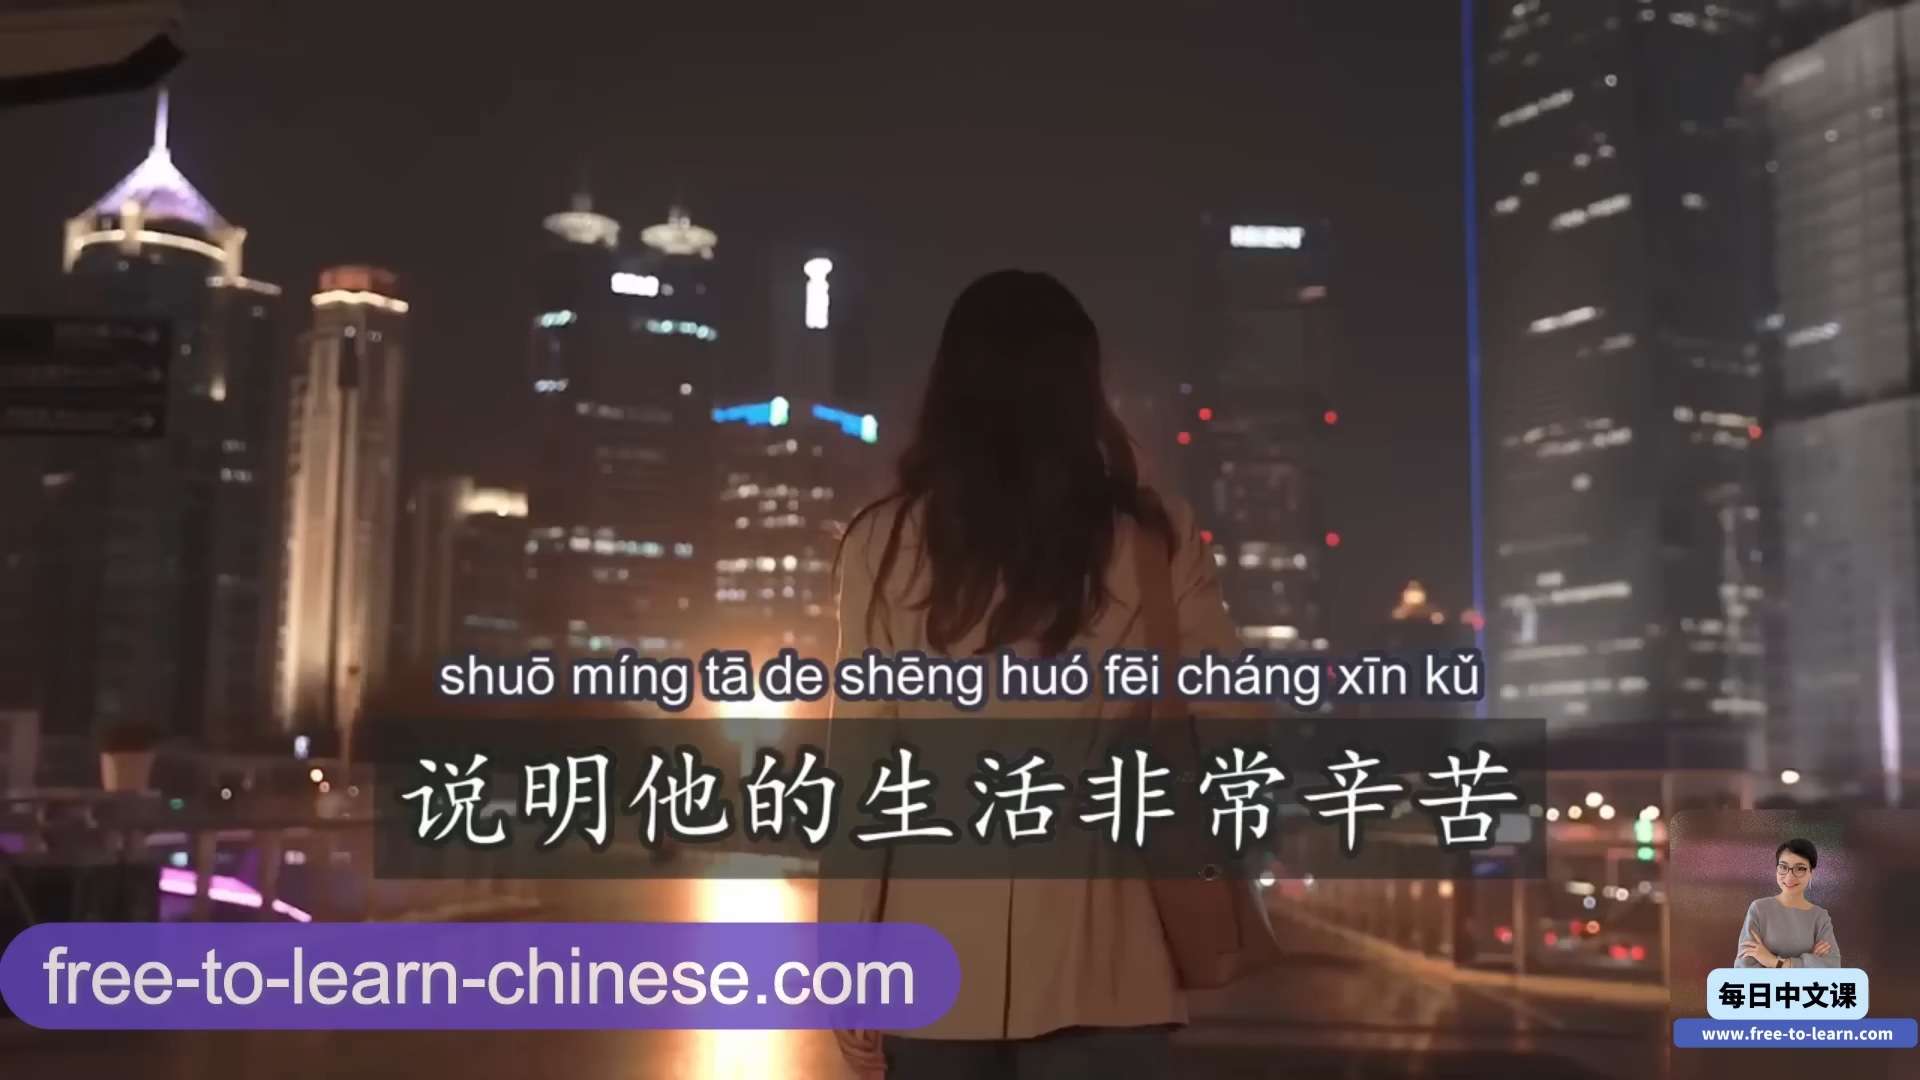 shuō míng tā de shēng huó fēi cháng xīn kǔ
说明他的生活非常辛苦
free-to-learn-chinese.com
每日中文课
www.free-to-learn.com